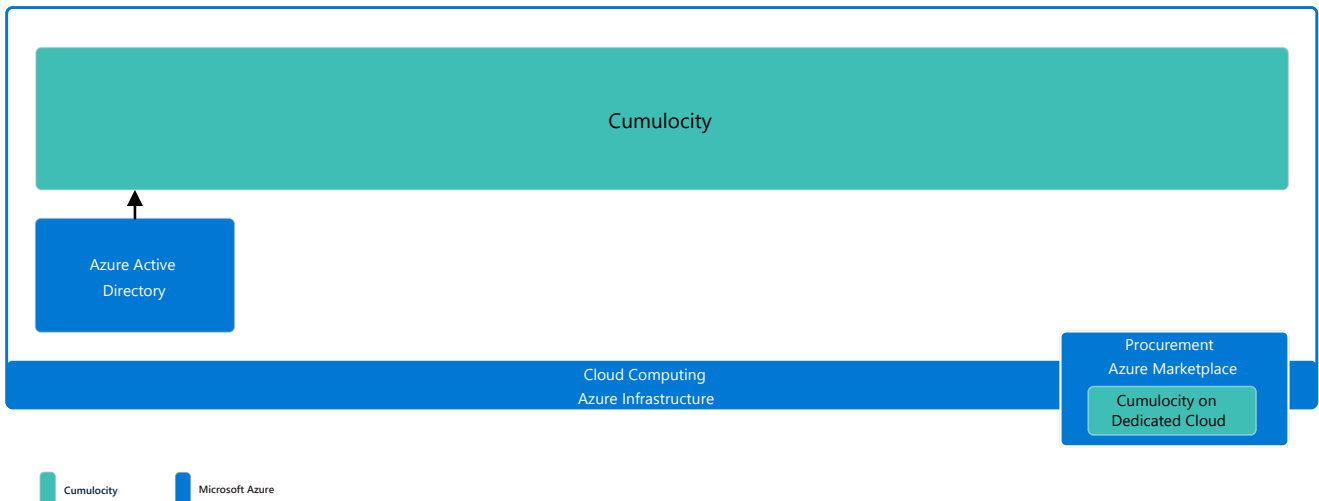 Cumulocity
Azure Active
Directory
Procurement
Azure Marketplace
Cloud Computing
Azure Infrastructure
Cumulocity on
Dedicated Cloud
Cumulocity
Microsoft Azure